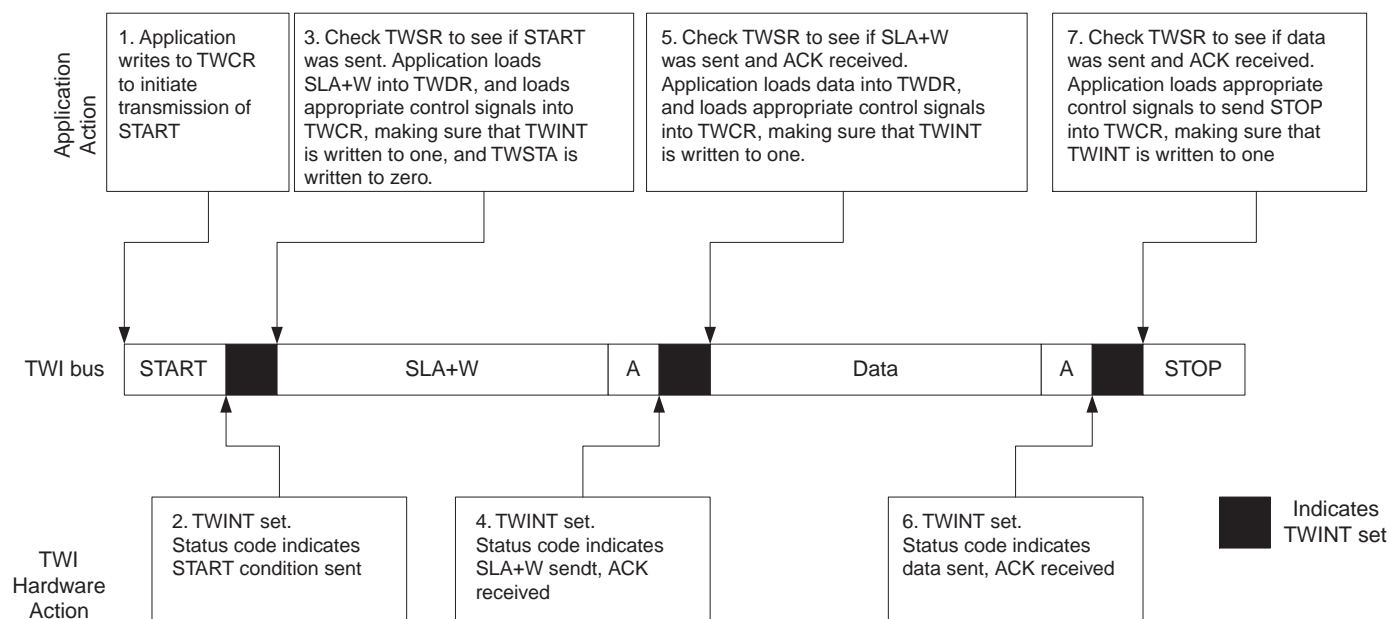 Application
Action
1. Application
writes to TWCR
to initiate
transmission of
START
3. Check TWSR to see if START
was sent. Application loads
SLA+W into TWDR, and loads
appropriate control signals into
TWCR, making sure that TWINT
is written to one, and TWSTA is
written to zero.
5. Check TWSR to see if SLA+W
was sent and ACK received.
Application loads data into TWDR,
and loads appropriate control signals
into TWCR, making sure that TWINT
is written to one.
7. Check TWSR to see if data
was sent and ACK received.
Application loads appropriate
control signals to send STOP
into TWCR, making sure that
TWINT is written to one
TWI bus
START
SLA+W
A
Data
A
STOP
TWI
Hardware
Action
2. TWINT set.
Status code indicates
START condition sent
4. TWINT set.
Status code indicates
SLA+W sendt, ACK
received
6. TWINT set.
Status code indicates
data sent, ACK received
Indicates
TWINT set